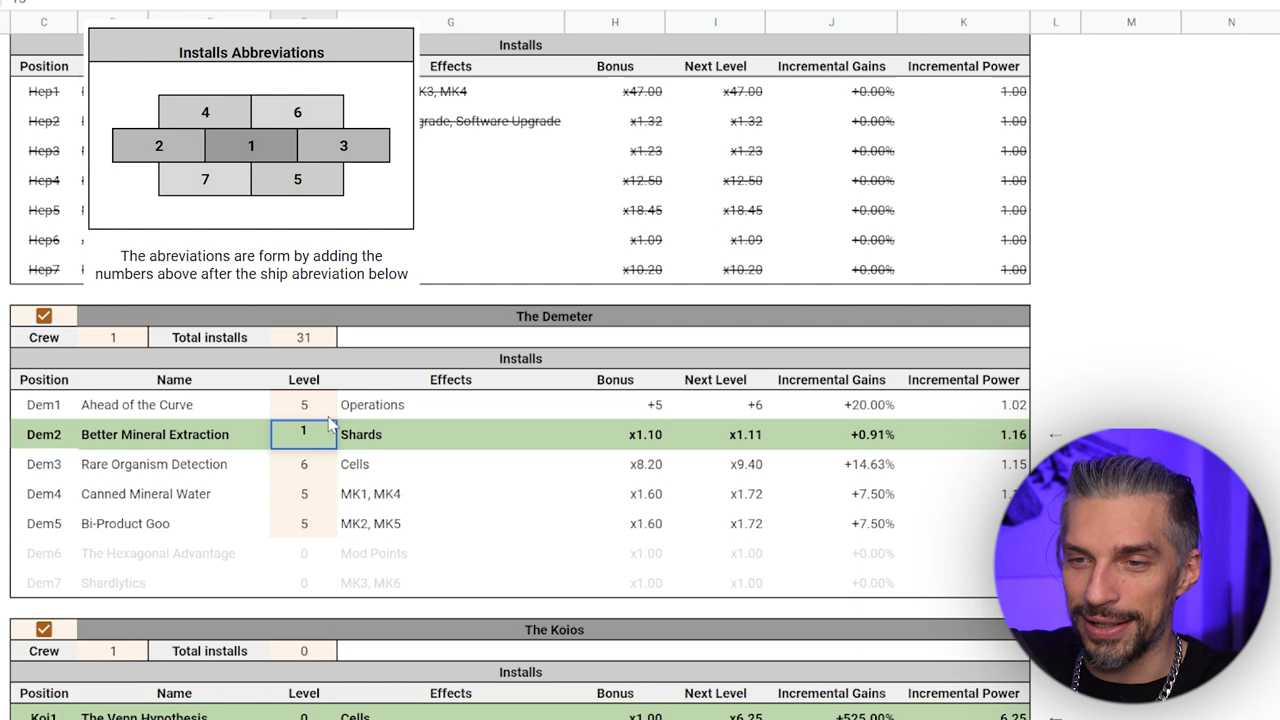 C G H I J K L M N
Installs Abbreviations
4 6
2 1 3
7 5
The abreviations are form by adding the
numbers above after the ship abreviation below
Installs
Position Effects Bonus Next Level Incremental Gains Incremental Power
Hep1 K3, MK4 x47.00 x47.00 +0.00% 1.00
Hep2 grade, Software Upgrade x1.32 x1.32 +0.00% 1.00
Hep3 x1.23 x1.23 +0.00% 1.00
Hep4 x12.50 x12.50 +0.00% 1.00
Hep5 x18.45 x18.45 +0.00% 1.00
Hep6 x1.09 x1.09 +0.00% 1.00
Hep7 x10.20 x10.20 +0.00% 1.00
The Demeter
Crew 1 Total installs 31
Installs
Position Name Level Effects Bonus Next Level Incremental Gains Incremental Power
Dem1 Ahead of the Curve 5 Operations +5 +6 +20.00% 1.02
Dem2 Better Mineral Extraction 1 Shards x1.10 x1.11 +0.91% 1.16 ←
Dem3 Rare Organism Detection 6 Cells x8.20 x9.40 +14.63% 1.15
Dem4 Canned Mineral Water 5 MK1, MK4 x1.60 x1.72 +7.50%
Dem5 Bi-Product Goo 5 MK2, MK5 x1.60 x1.72 +7.50%
Dem6 The Hexagonal Advantage 0 Mod Points x1.00 x1.00 +0.00%
Dem7 Shardlytics 0 MK3, MK6 x1.00 x1.00 +0.00%
The Koios
Crew 1 Total installs 0
Installs
Position Name Level Effects Bonus Next Level Incremental Gains Incremental Power
Koi1 The Venn Hypothesis 0 Cells x1.00 x6.25 +525.00% 6.25 ←